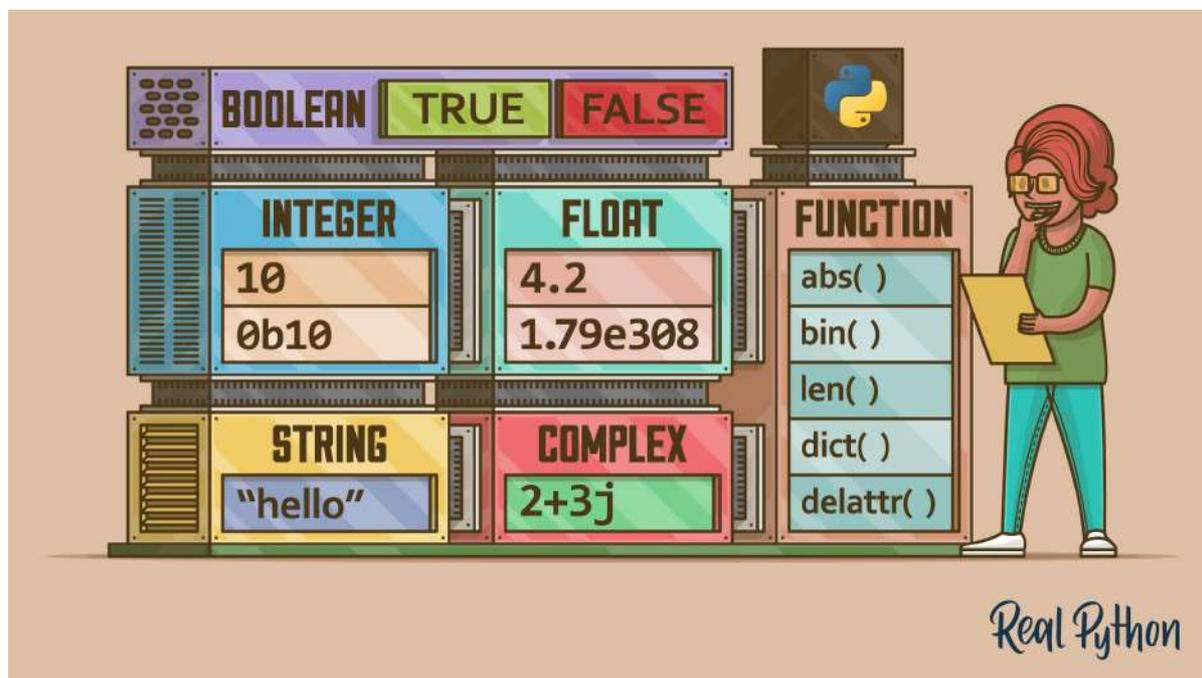 BOOLEAN TRUE FALSE
INTEGER
10
0b10
FLOAT
4.2
1.79e308
FUNCTION
abs( )
bin( )
len( )
dict( )
delattr( )
STRING
“hello”
COMPLEX
2+3j
Real Python